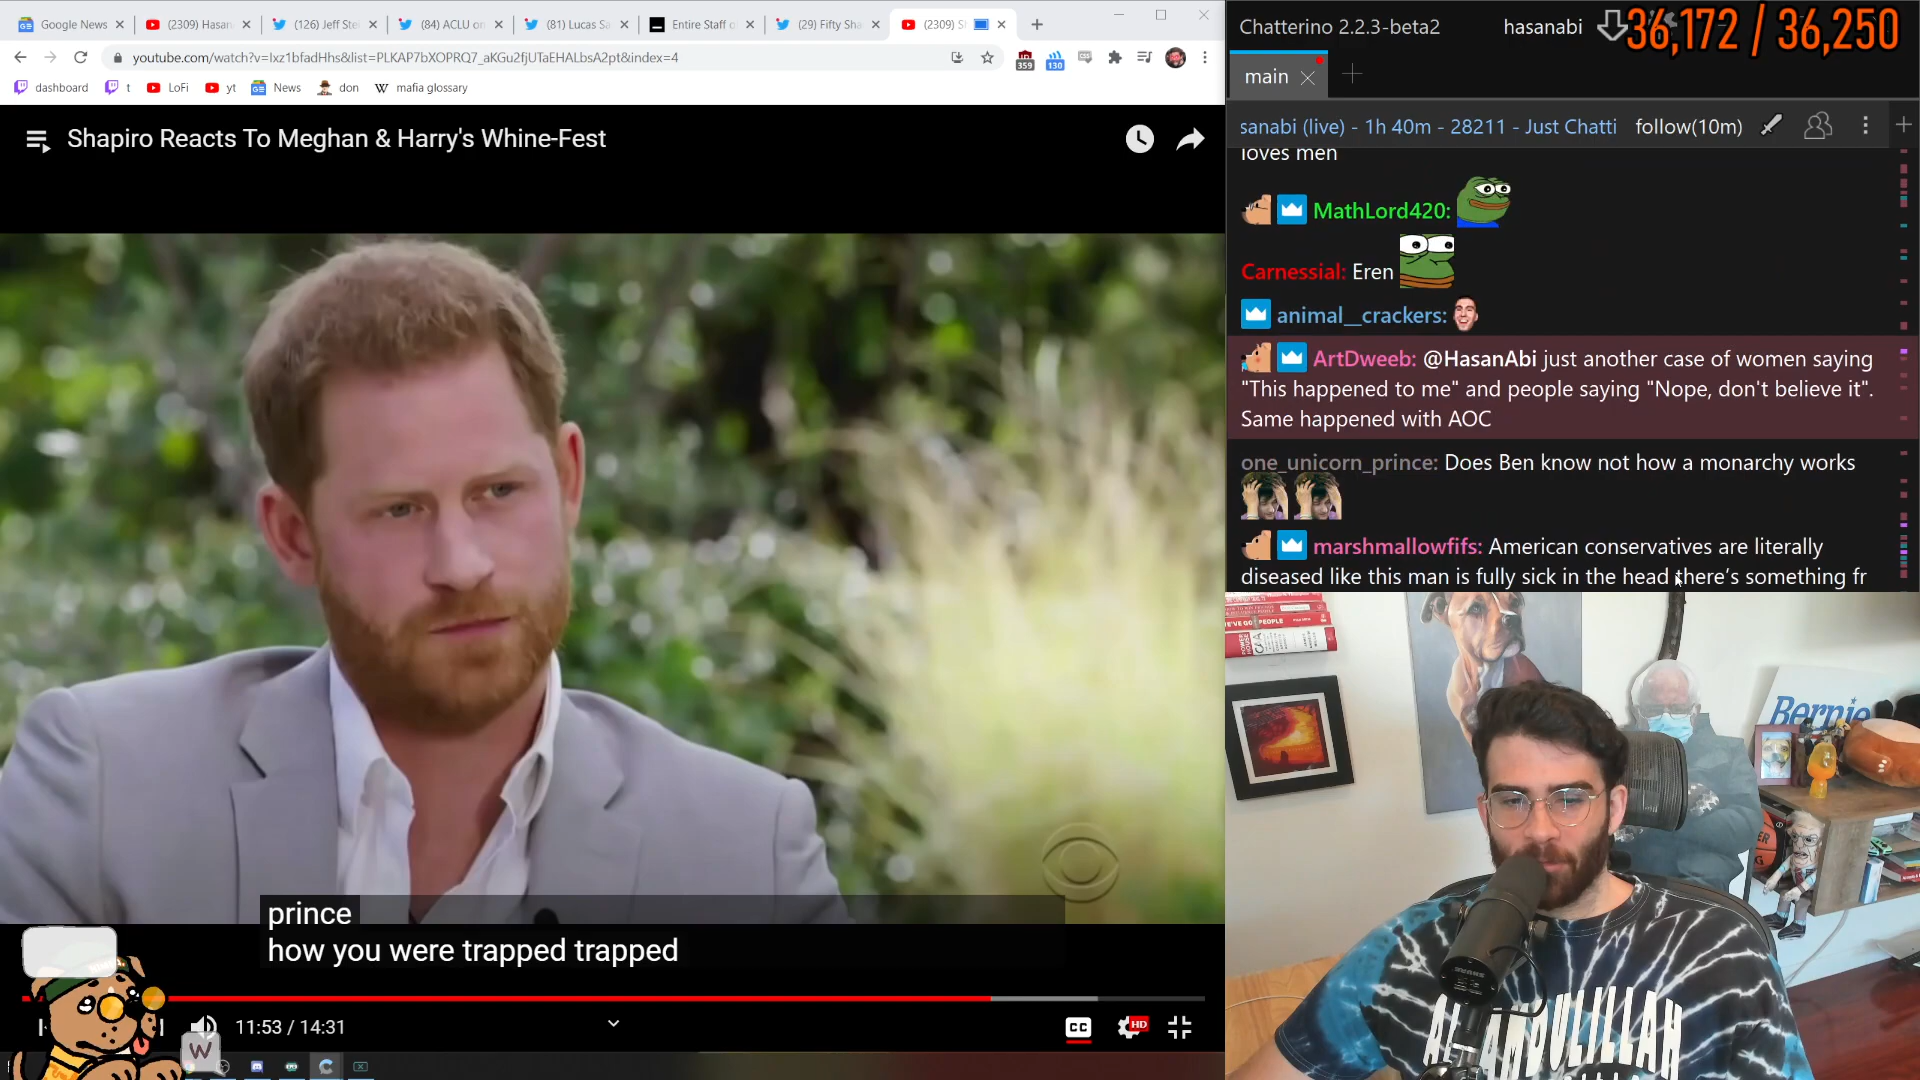 Google News
(2309) Hasan
(126) Jeff Ste
(84) ACLU on
(81) Lucas Sa
Entire Staff o
(29) Fifty Sha
(2309) S
youtube.com/watch?v=Ixz1bfadHhs&list=PLKAP7bXOPRQ7_aKGu2fjUTaEHALbsA2pt&index=4
359
130
dashboard
t
LoFi
yt
GE
News
don
W
mafia glossary
Shapiro Reacts To Meghan & Harry's Whine-Fest
prince
how you were trapped trapped
11:53 / 14:31
CC
HD
W
Chatterino 2.2.3-beta2
hasanabi
36,172 / 36,250
main
sanabi (live) - 1h 40m - 28211 - Just Chatti
follow(10m)
loves men
MathLord420:
Carnessial: Eren
animal__crackers:
ArtDweeb: @HasanAbi just another case of women saying
"This happened to me" and people saying "Nope, don't believe it".
Same happened with AOC
one_unicorn_prince: Does Ben know not how a monarchy works
marshmallowfifs: American conservatives are literally
diseased like this man is fully sick in the head there's something fr
Bernie